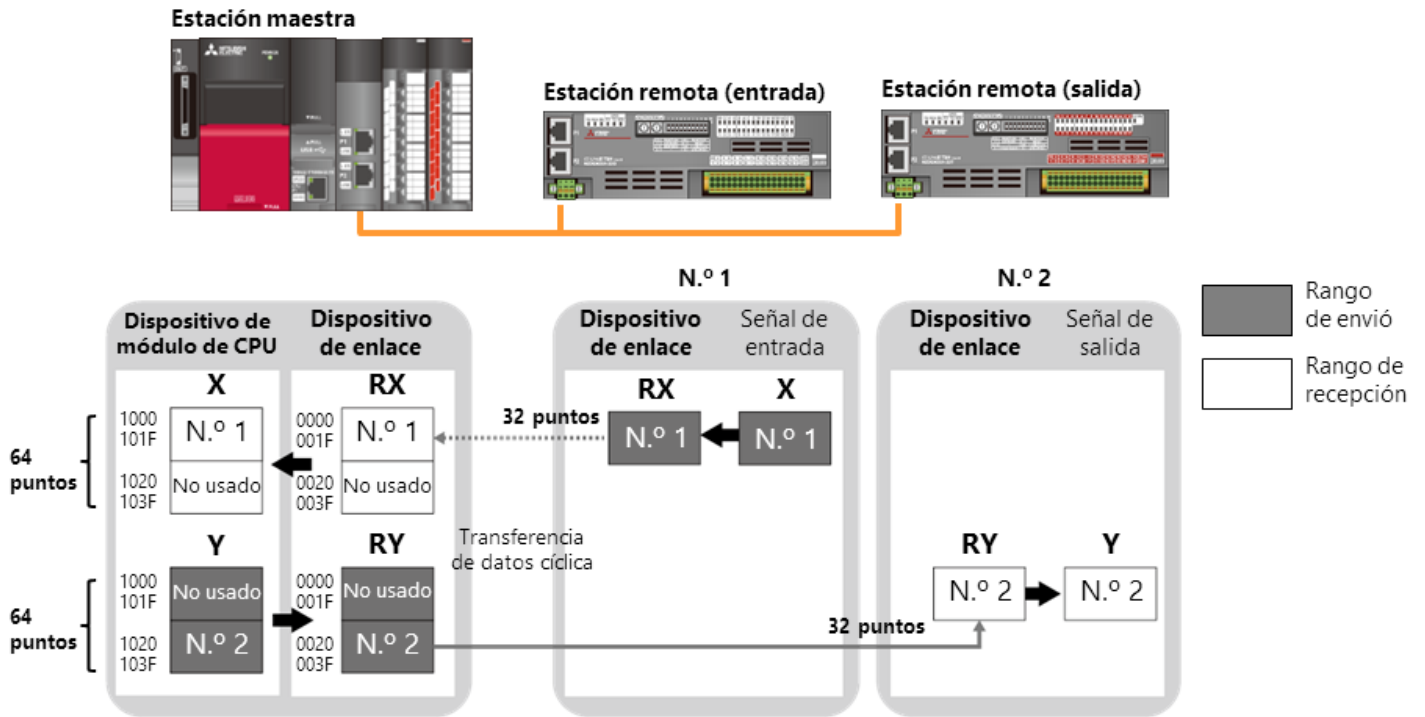 Estación maestra
Estación remota (entrada)
Estación remota (salida)
MITSUBISHI
ELECTRIC
N.º 1
N.º 2
Rango
de envió
Rango de
recepción
Dispositivo de
módulo de CPU
Dispositivo
de enlace
Dispositivo
de enlace
Señal de
entrada
Dispositivo
de enlace
Señal de
salida
X
RX
RX
X
64
puntos
1000
101F
N.º 1
0000
001F
N.º 1
32 puntos
N.º 1
N.º 1
1020
103F
No usado
0020
003F
No usado
Y
RY
Transferencia
de datos cíclica
RY
Y
64
puntos
1000
101F
No usado
0000
001F
No usado
N.º 2
N.º 2
1020
103F
N.º 2
0020
003F
N.º 2
32 puntos